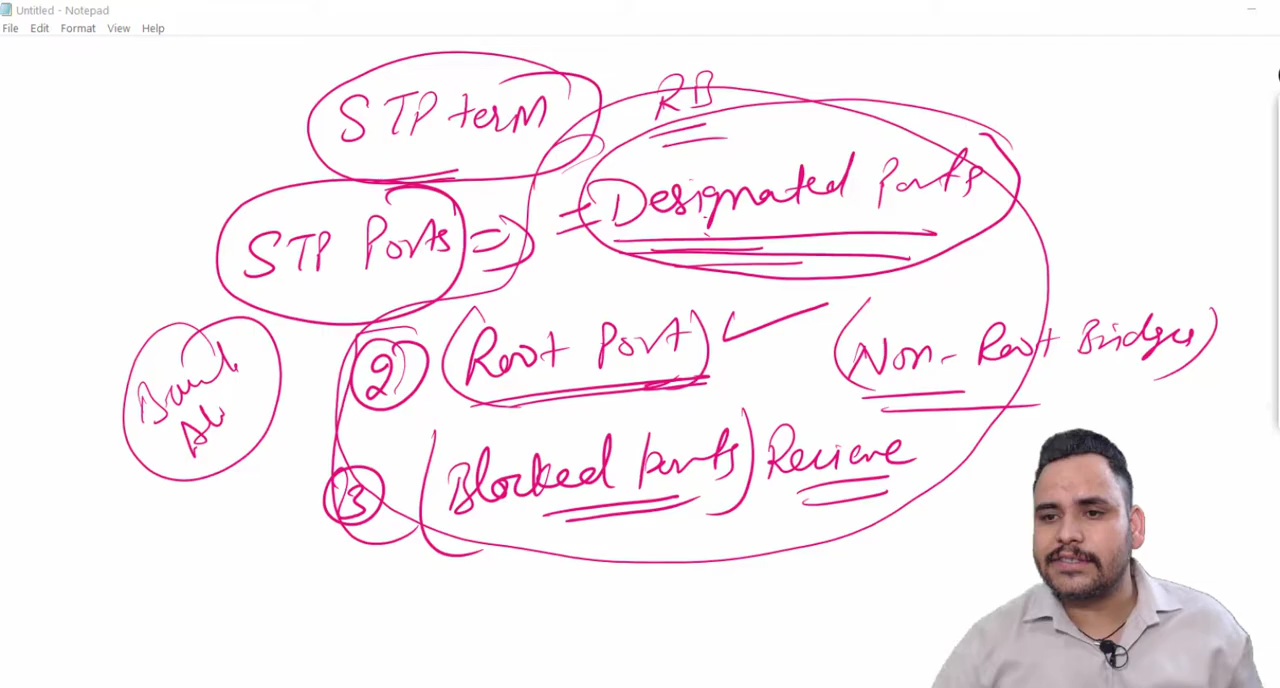 Untitled - Notepad
File Edit Format View Help
STP term
RB
STP Ports => = Designated Ports
2 (Root Port) ✓ (Non-Root Bridges)
3 (Blocked Ports) Recieve